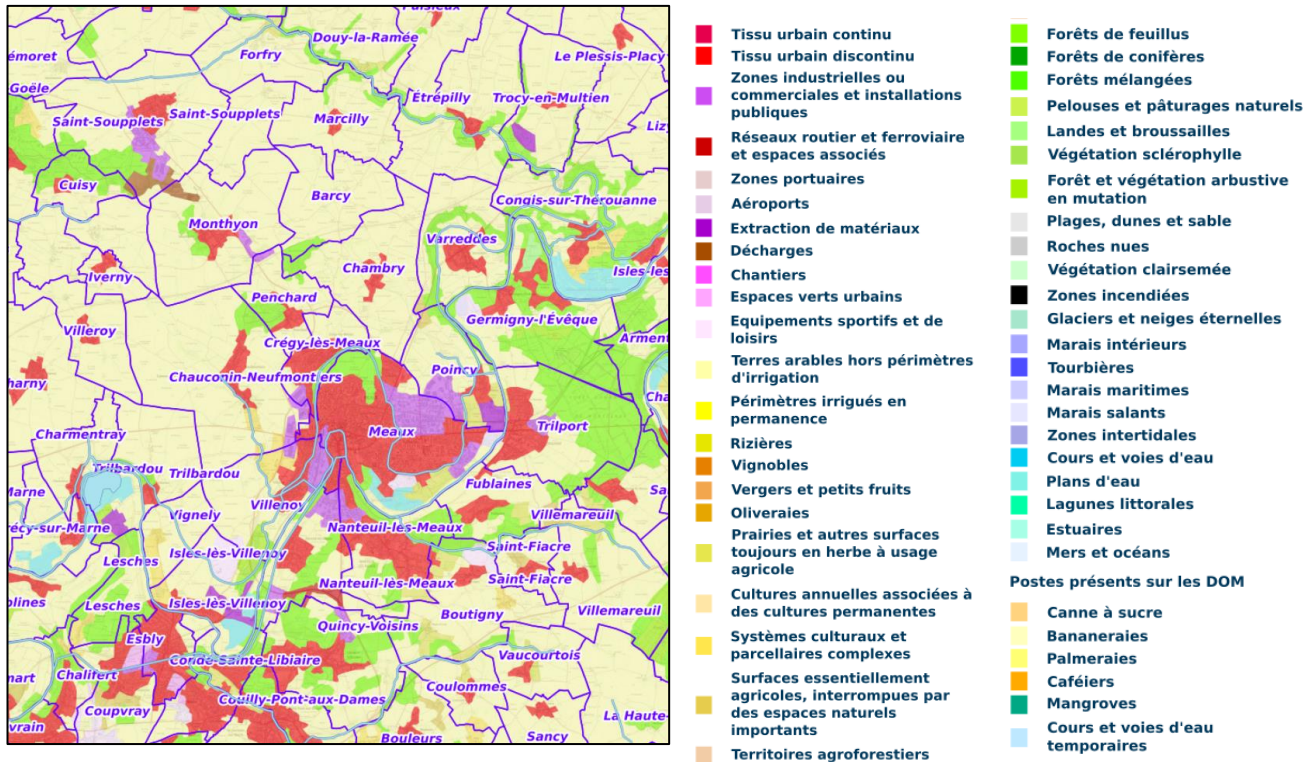 Puisieux
Douy-la-Ramée
émoret
Forfry
Le Plessis-Placy
Goële
Étrépilly
Trocy-en-Multien
Saint-Soupplets
Saint-Soupplets
Marcilly
Lizy
Cuisy
Barcy
Congis-sur-Thérouanne
Monthyon
Varreddes
Iverny
Chambry
Isles-les
Penchard
Germigny-l'Évêque
Villeroy
Crégy-lès-Meaux
Arment
Chauconin-Neufmontiers
Poincy
harny
Cha
Meaux
Trilport
Charmentray
Trilbardou
Trilbardou
Marne
Fublaines
Sa
Villenoy
Vignely
Villemareuil
récy-sur-Marne
Nanteuil-lès-Meaux
Isles-lès-Villenoy
Saint-Fiacre
Lesches
Nanteuil-lès-Meaux
Saint-Fiacre
olines
Lesches
Isles-lès-Villenoy
Boutigny
Villemareuil
Esbly
Quincy-Voisins
Condé-Sainte-Libiaire
Vaucourtois
mart
Chalifert
Coulommes
Couilly-Pont-aux-Dames
Coupvray
La Haute-
vrain
Bouleurs
Sancy
Tissu urbain continu
Tissu urbain discontinu
Zones industrielles ou
commerciales et installations
publiques
Réseaux routier et ferroviaire
et espaces associés
Zones portuaires
Aéroports
Extraction de matériaux
Décharges
Chantiers
Espaces verts urbains
Equipements sportifs et de
loisirs
Terres arables hors périmètres
d'irrigation
Périmètres irrigués en
permanence
Rizières
Vignobles
Vergers et petits fruits
Oliveraies
Prairies et autres surfaces
toujours en herbe à usage
agricole
Cultures annuelles associées à
des cultures permanentes
Systèmes culturaux et
parcellaires complexes
Surfaces essentiellement
agricoles, interrompues par
des espaces naturels
importants
Territoires agroforestiers
Forêts de feuillus
Forêts de conifères
Forêts mélangées
Pelouses et pâturages naturels
Landes et broussailles
Végétation sclérophylle
Forêt et végétation arbustive
en mutation
Plages, dunes et sable
Roches nues
Végétation clairsemée
Zones incendiées
Glaciers et neiges éternelles
Marais intérieurs
Tourbières
Marais maritimes
Marais salants
Zones intertidales
Cours et voies d'eau
Plans d'eau
Lagunes littorales
Estuaires
Mers et océans
Postes présents sur les DOM
Canne à sucre
Bananeraies
Palmeraies
Caféiers
Mangroves
Cours et voies d'eau
temporaires